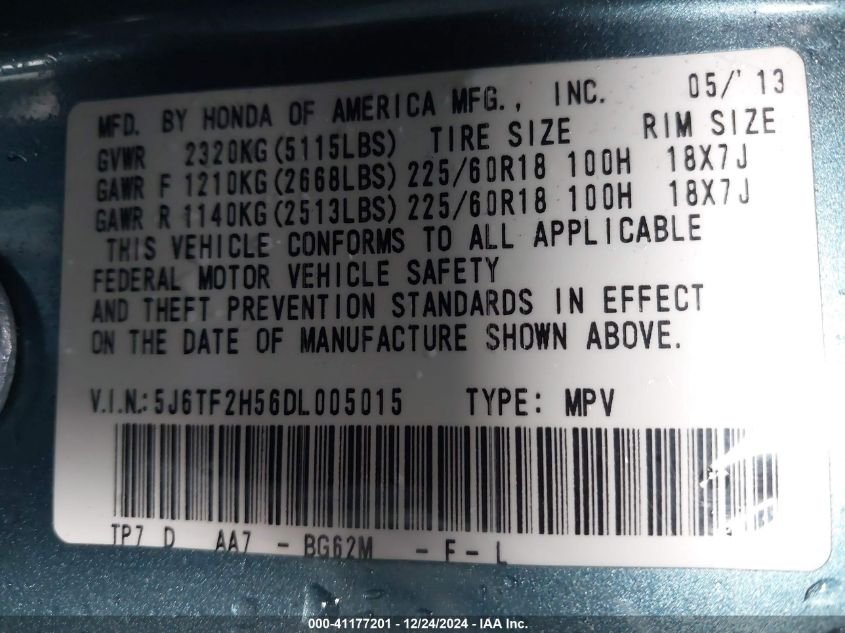 MFD. BY HONDA OF AMERICA MFG., INC. 05/'13
GVWR 2320KG(5115LBS) TIRE SIZE RIM SIZE
GAWR F 1210KG(2668LBS) 225/60R18 100H 18X7J
GAWR R 1140KG(2513LBS) 225/60R18 100H 18X7J
THIS VEHICLE CONFORMS TO ALL APPLICABLE
FEDERAL MOTOR VEHICLE SAFETY
AND THEFT PREVENTION STANDARDS IN EFFECT
ON THE DATE OF MANUFACTURE SHOWN ABOVE.
V.I.N.: 5J6TF2H56DL005015 TYPE: MPV
TP7 D AA7 - BG62M - F - L
000-41177201 - 12/24/2024 - IAA Inc.